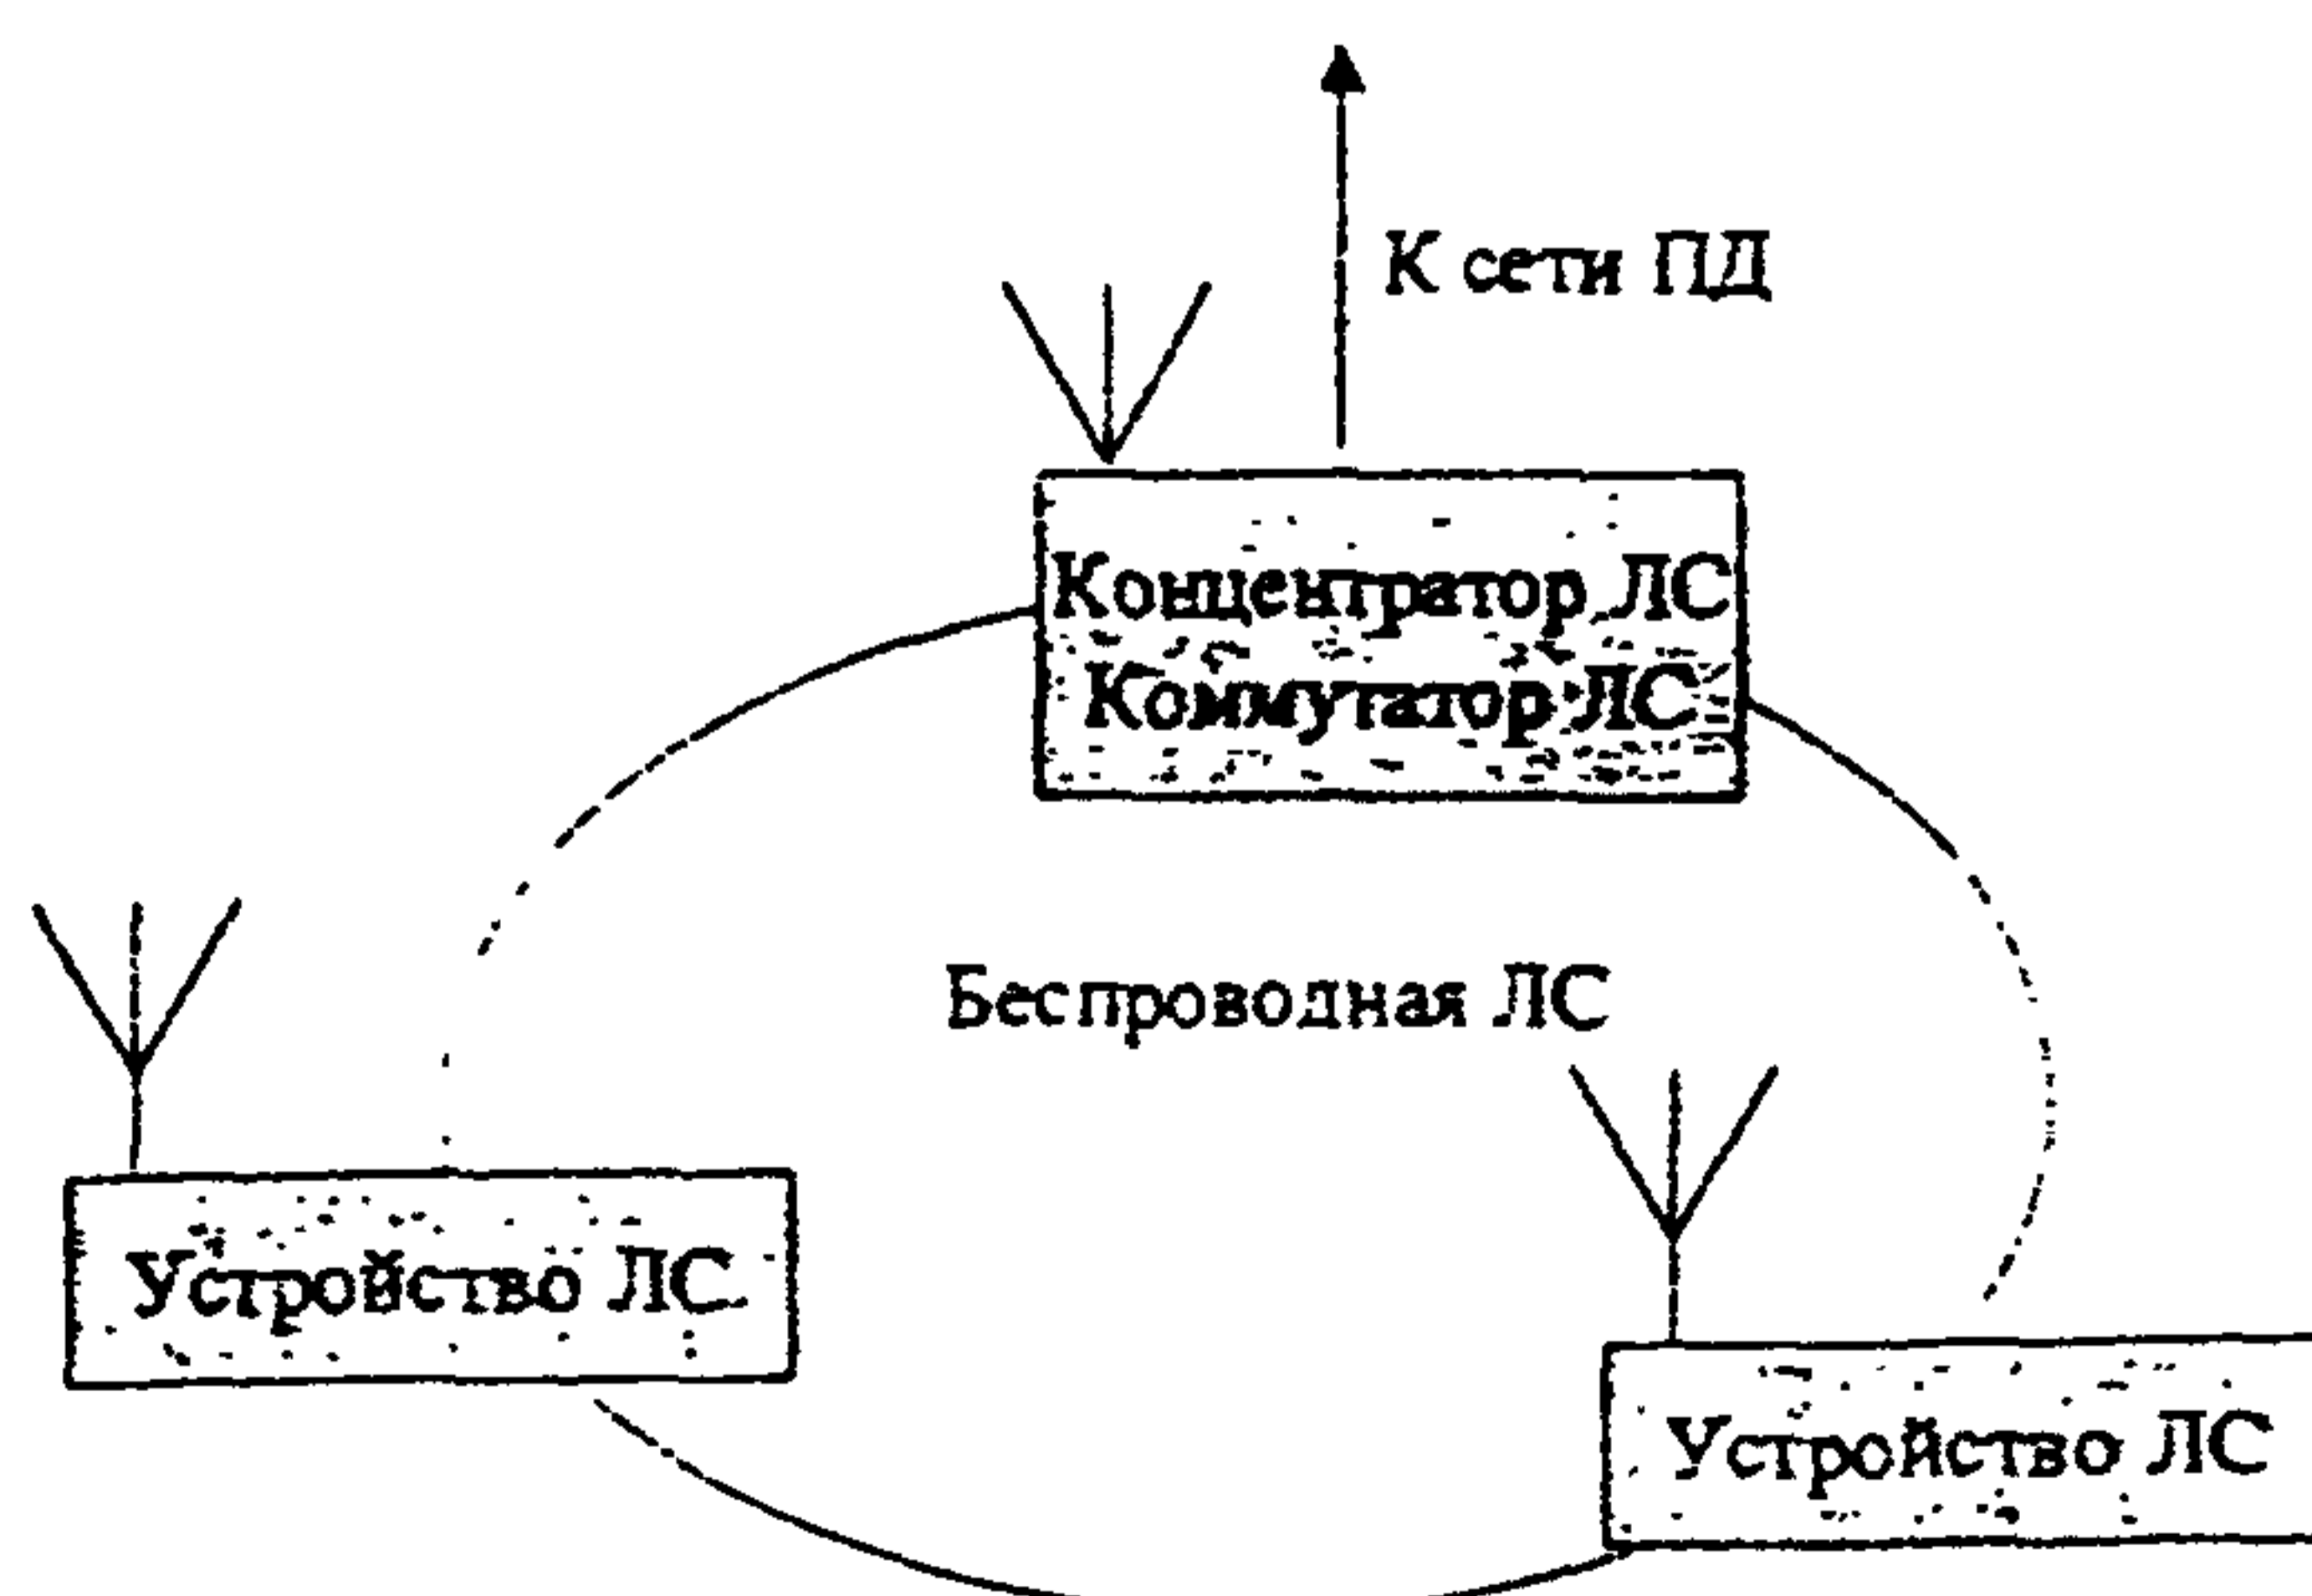 К сети ПД
Концентратор ЛС
Коммутатор ЛС
Беспроводная ЛС
Устройство ЛС
Устройство ЛС